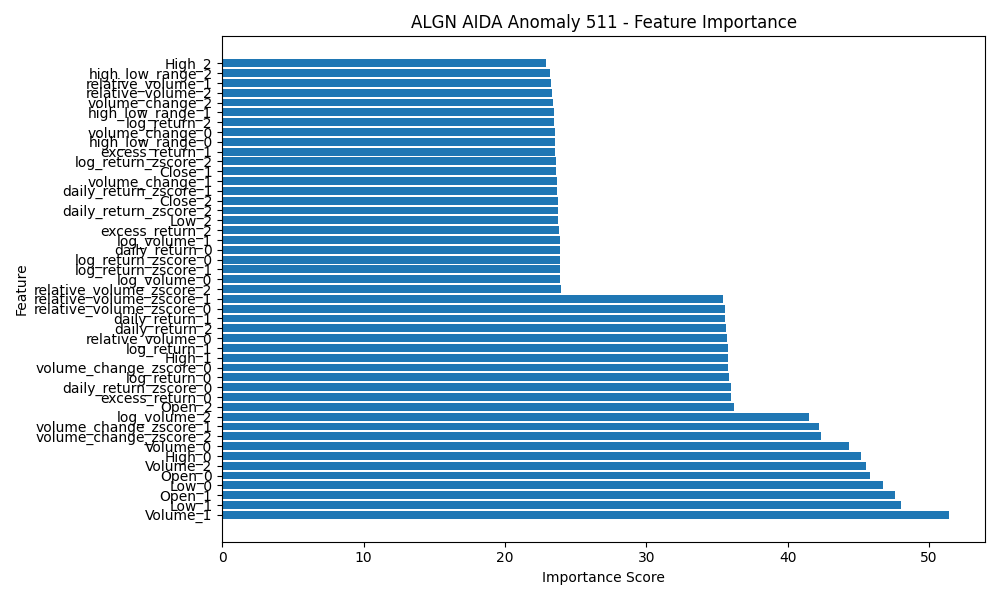 ALGN AIDA Anomaly 511 - Feature Importance
High_2
high_low_range_2
relative_volume_1
relative_volume_2
volume_change_2
high_low_range_1
log_return_2
volume_change_0
high_low_range_0
excess_return_1
log_return_zscore_2
Close_1
volume_change_1
daily_return_zscore_1
Close_2
daily_return_zscore_2
Low_2
excess_return_2
log_volume_1
daily_return_0
log_return_zscore_0
log_return_zscore_1
log_volume_0
relative_volume_zscore_2
relative_volume_zscore_1
relative_volume_zscore_0
daily_return_1
daily_return_2
relative_volume_0
log_return_1
High_1
volume_change_zscore_0
log_return_0
daily_return_zscore_0
excess_return_0
Open_2
log_volume_2
volume_change_zscore_1
volume_change_zscore_2
Volume_0
High_0
Volume_2
Open_0
Low_0
Open_1
Low_1
Volume_1
Feature
0 10 20 30 40 50
Importance Score